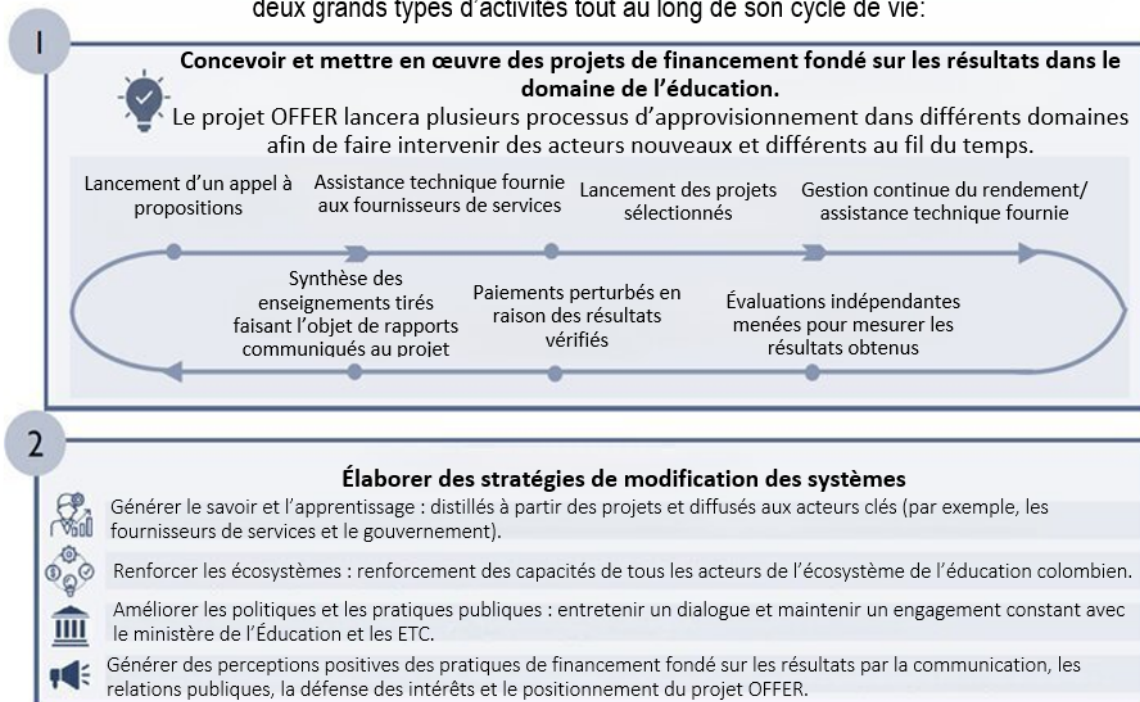 deux grands types d'activités tout au long de son cycle de vie:
1
Concevoir et mettre en œuvre des projets de financement fondé sur les résultats dans le
domaine de l'éducation.
Le projet OFFER lancera plusieurs processus d'approvisionnement dans différents domaines
afin de faire intervenir des acteurs nouveaux et différents au fil du temps.
Lancement d'un appel à
propositions
Assistance technique fournie
aux fournisseurs de services
Lancement des projets
sélectionnés
Gestion continue du rendement/
assistance technique fournie
Synthèse des
enseignements tirés
faisant l'objet de rapports
communiqués au projet
Paiements perturbés en
raison des résultats
vérifiés
Évaluations indépendantes
menées pour mesurer les
résultats obtenus
2
Élaborer des stratégies de modification des systèmes
Générer le savoir et l'apprentissage : distillés à partir des projets et diffusés aux acteurs clés (par exemple, les
fournisseurs de services et le gouvernement).
Renforcer les écosystèmes : renforcement des capacités de tous les acteurs de l'écosystème de l'éducation colombien.
Améliorer les politiques et les pratiques publiques : entretenir un dialogue et maintenir un engagement constant avec
le ministère de l'Éducation et les ETC.
Générer des perceptions positives des pratiques de financement fondé sur les résultats par la communication, les
relations publiques, la défense des intérêts et le positionnement du projet OFFER.